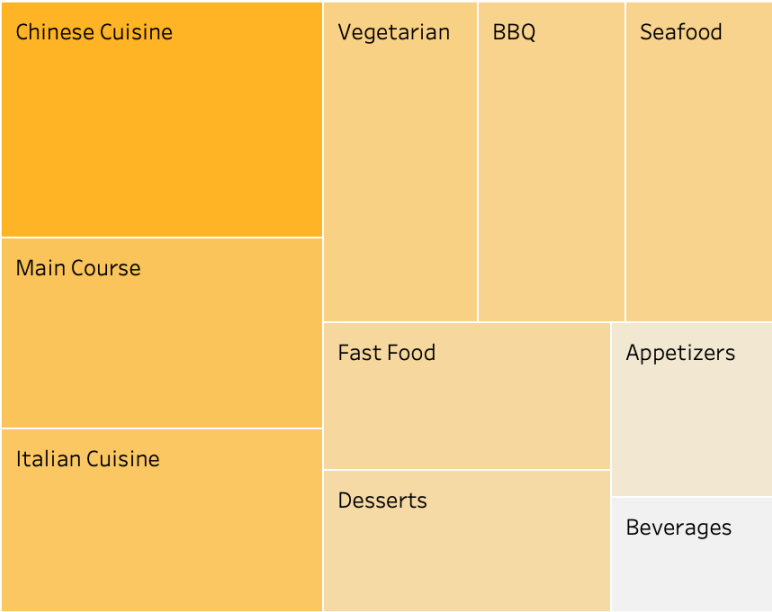 Chinese Cuisine
Main Course
Italian Cuisine
Vegetarian
BBQ
Seafood
Fast Food
Desserts
Appetizers
Beverages